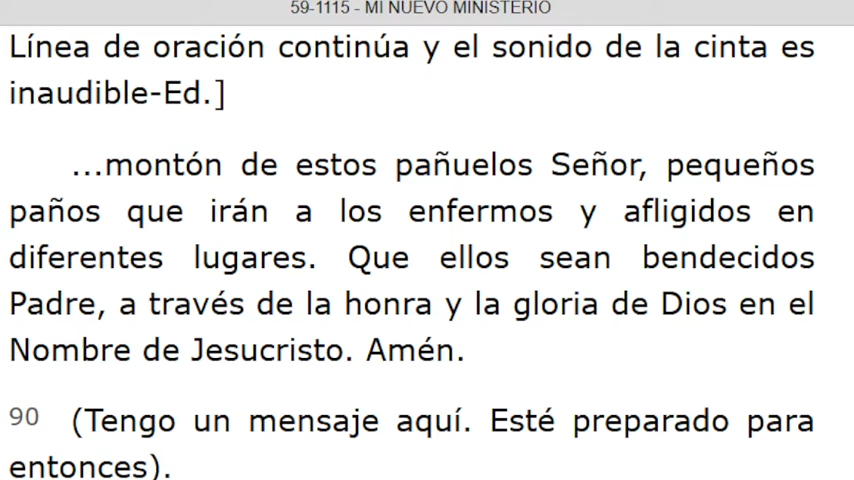 59-1115 - MI NUEVO MINISTERIO
Línea de oración continúa y el sonido de la cinta es
inaudible-Ed.]
...montón de estos pañuelos Señor, pequeños
paños que irán a los enfermos y afligidos en
diferentes lugares. Que ellos sean bendecidos
Padre, a través de la honra y la gloria de Dios en el
Nombre de Jesucristo. Amén.
90 (Tengo un mensaje aquí. Esté preparado para
entonces).